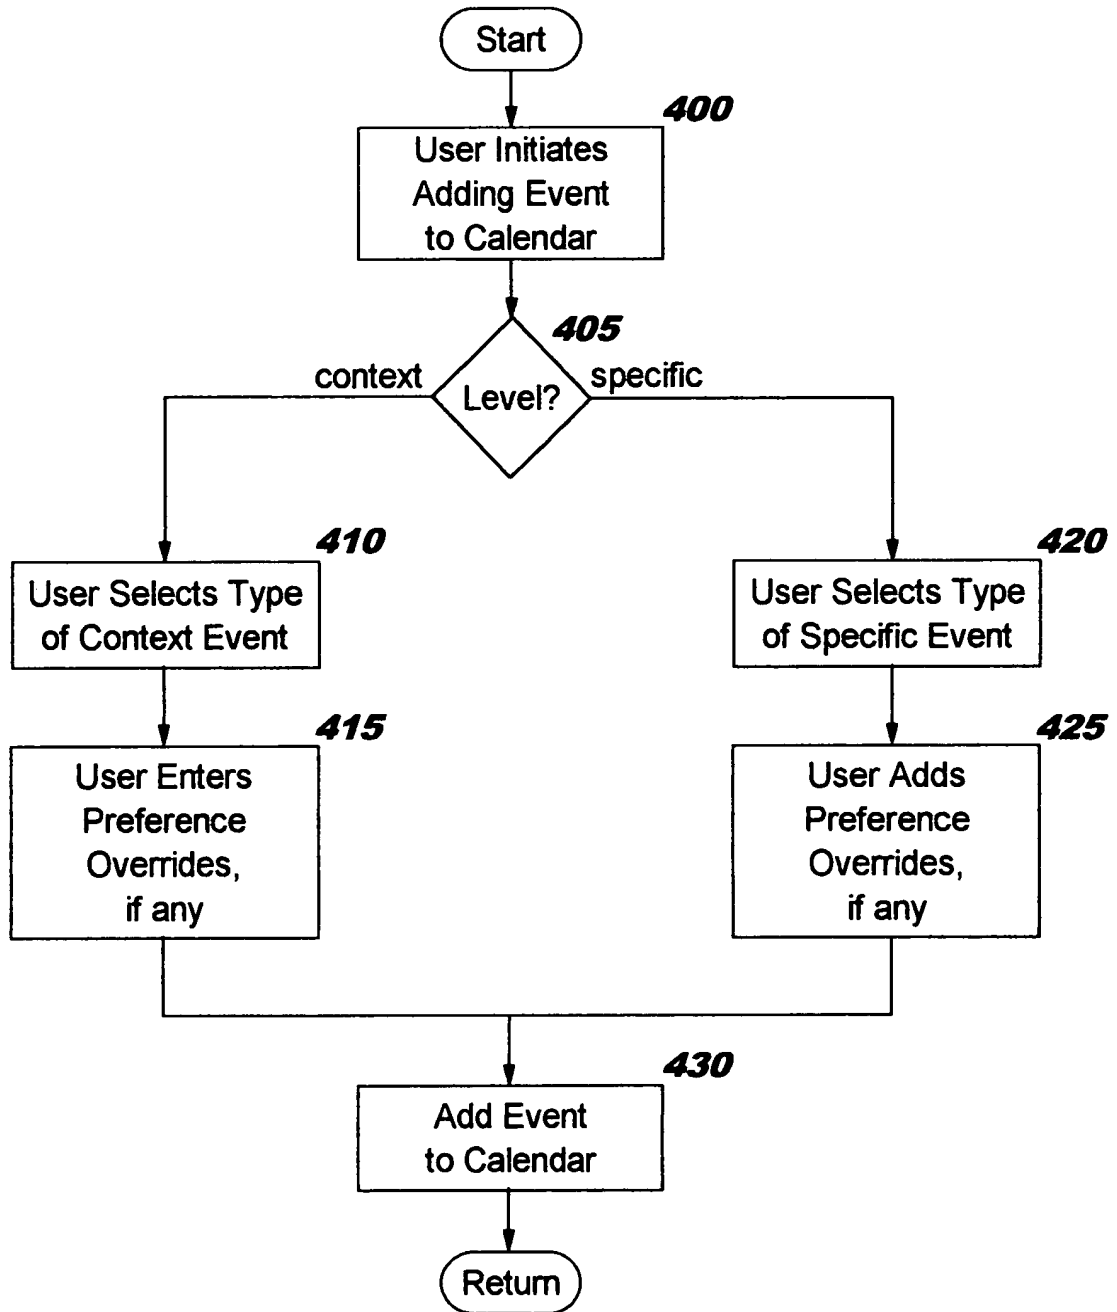 Start
400
User Initiates
Adding Event
to Calendar
405
context
Level?
specific
410
User Selects Type
of Context Event
420
User Selects Type
of Specific Event
415
User Enters
Preference
Overrides,
if any
425
User Adds
Preference
Overrides,
if any
430
Add Event
to Calendar
Return